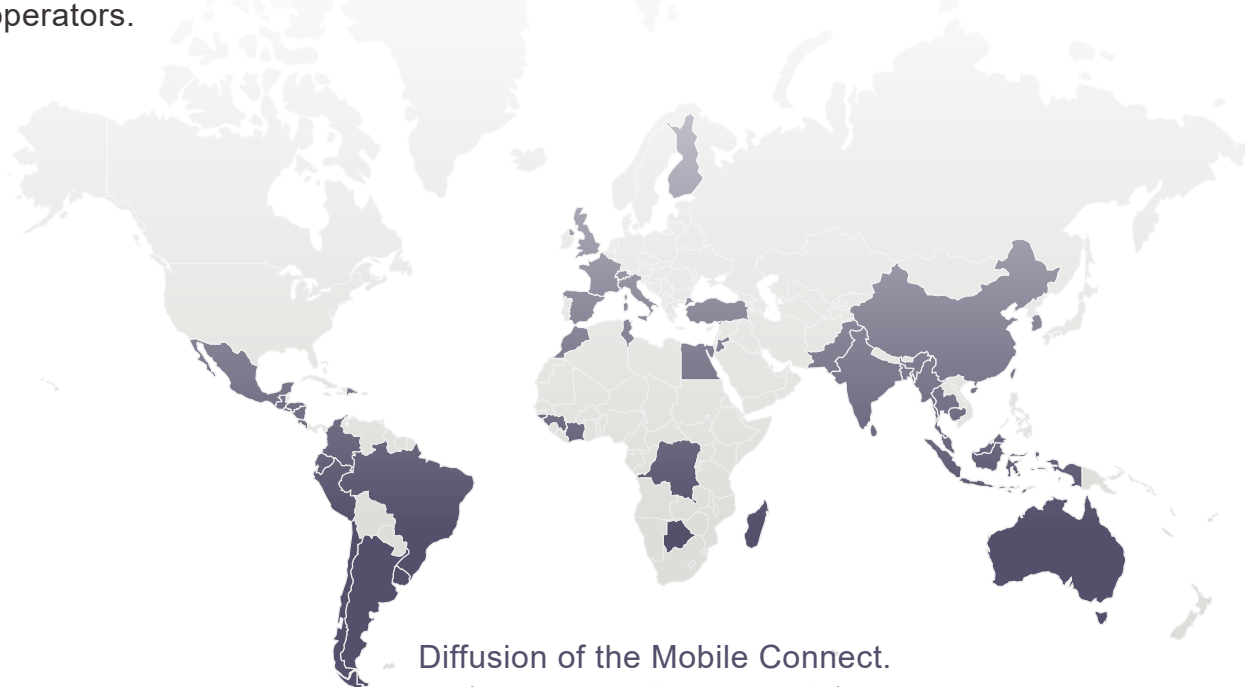 operators.
Diffusion of the Mobile Connect.